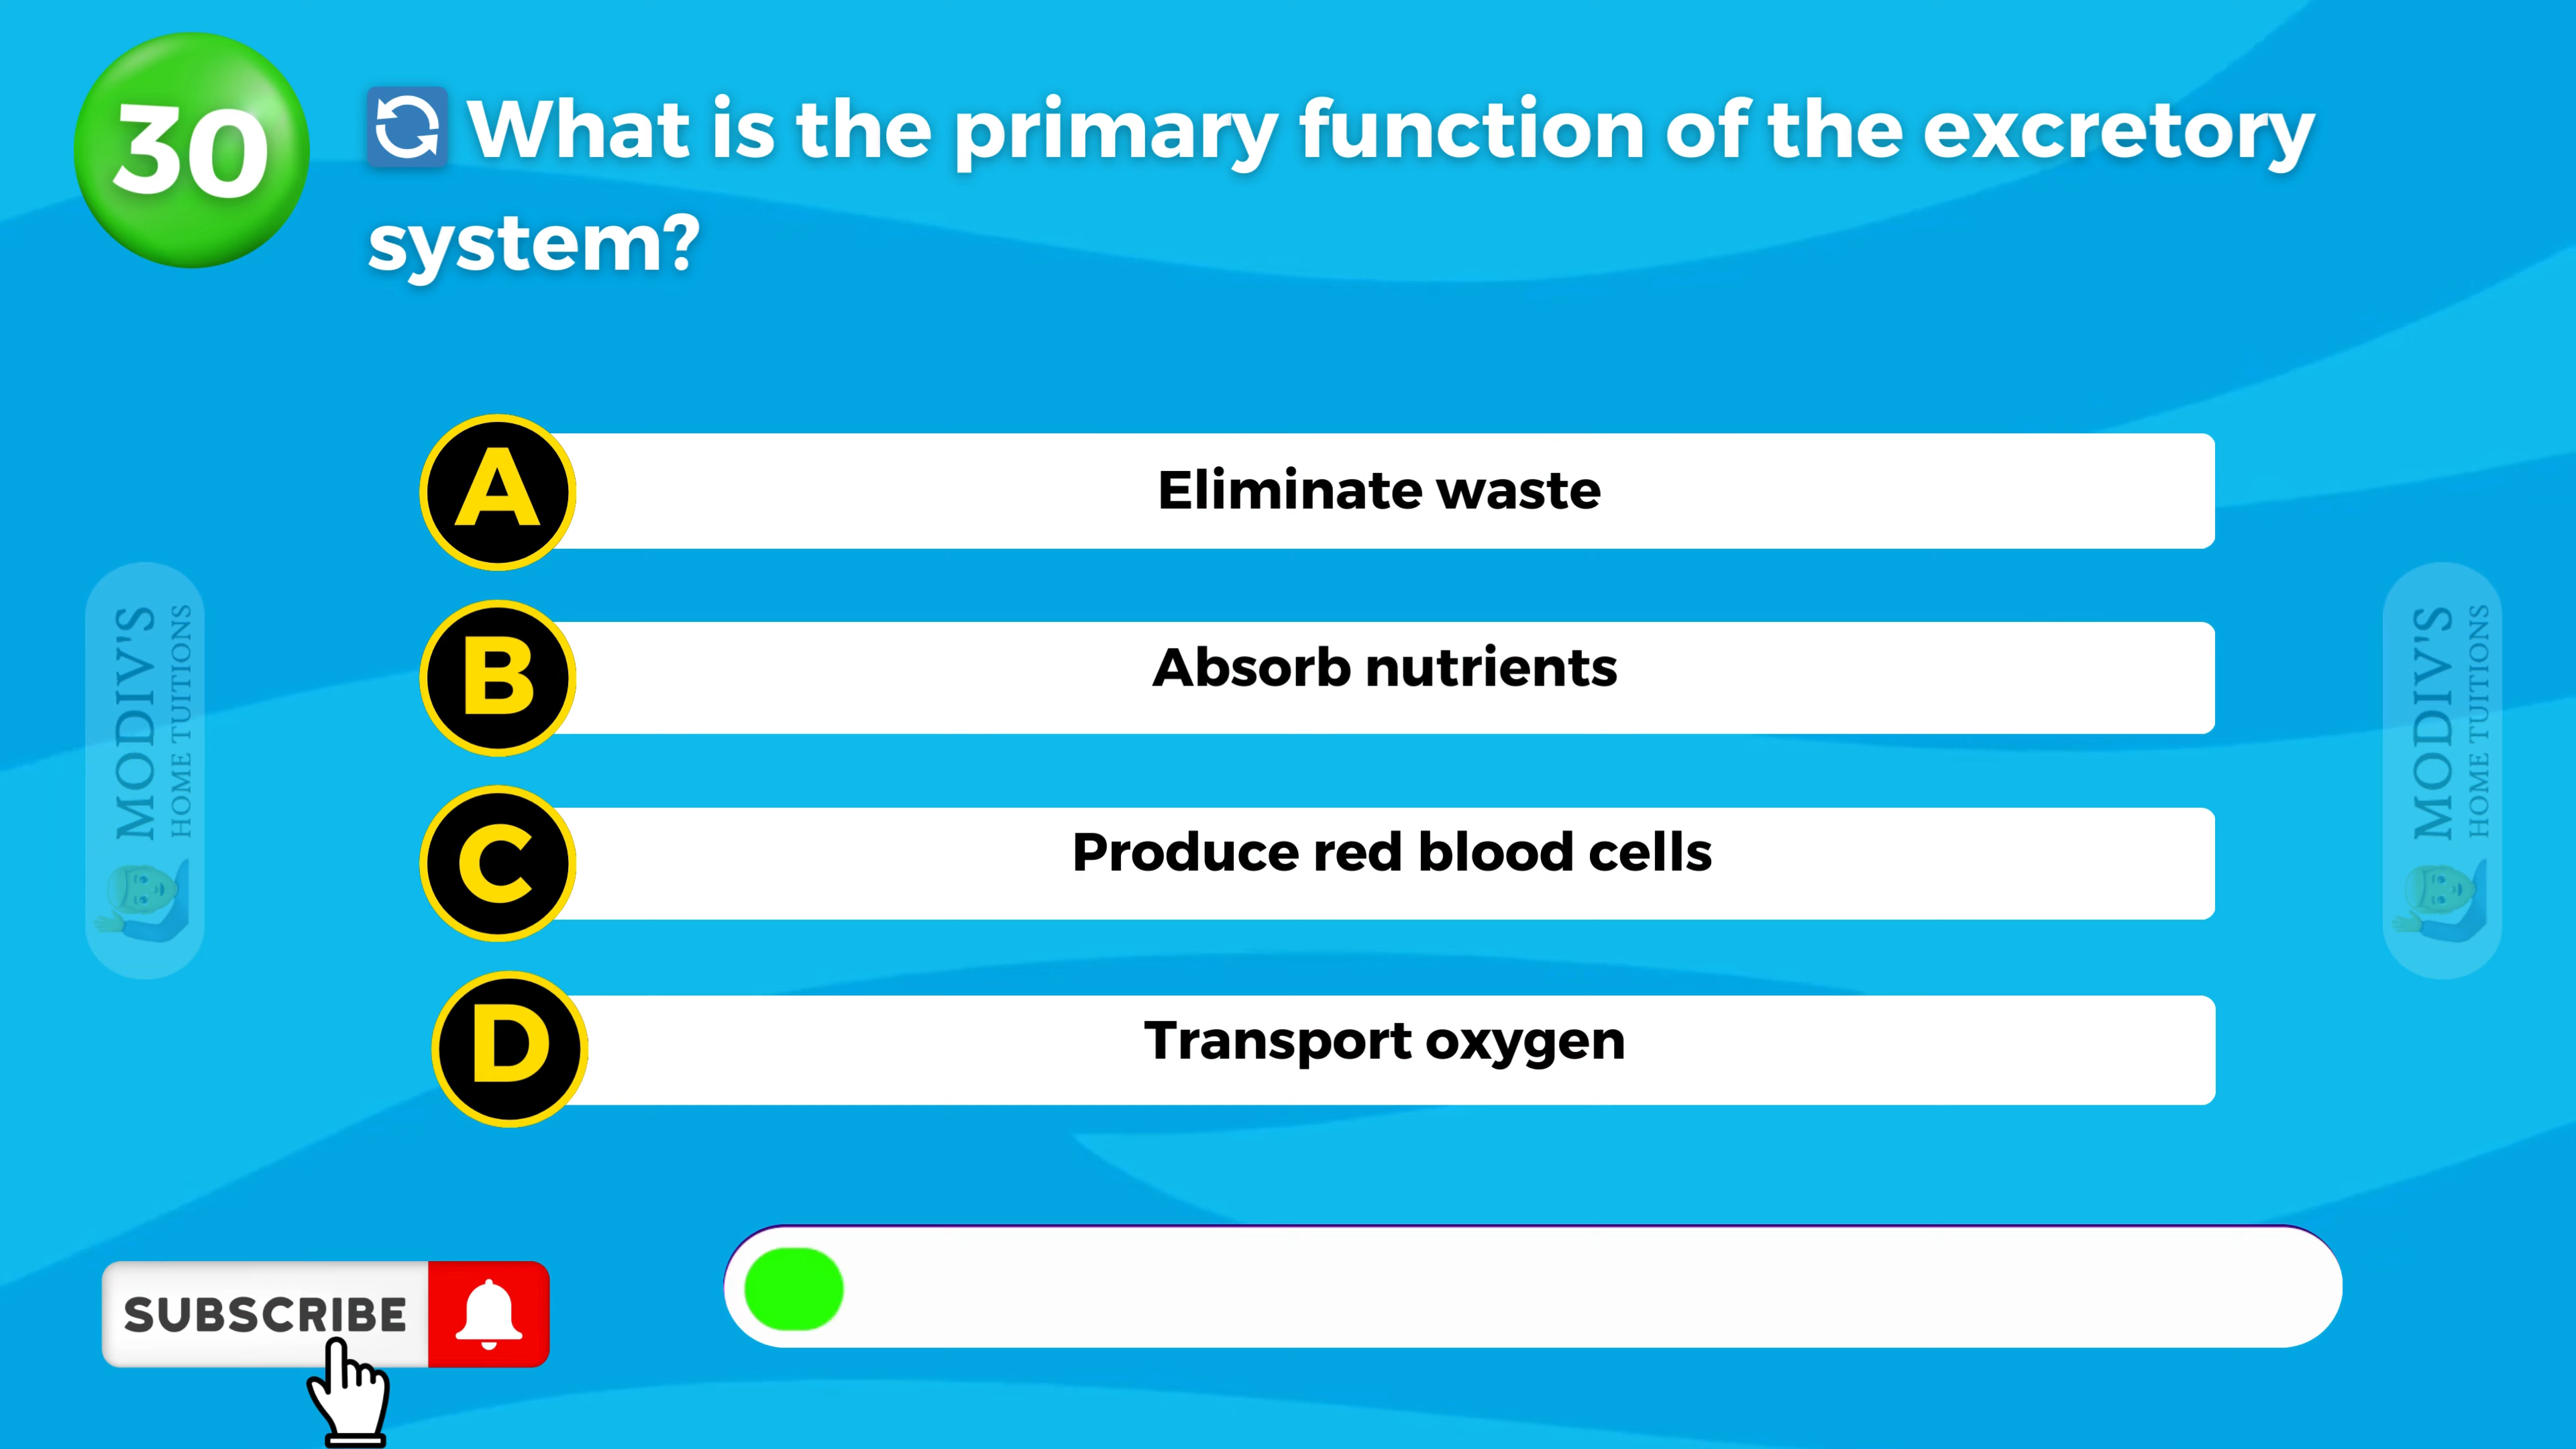 30
🔄 What is the primary function of the excretory
system?
A
Eliminate waste
B
Absorb nutrients
C
Produce red blood cells
D
Transport oxygen
MODIV'S
HOME TUITIONS
MODIV'S
HOME TUITIONS
SUBSCRIBE